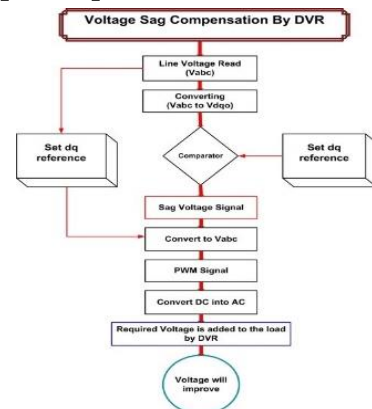 Voltage Sag Compensation By DVR
Line Voltage Read
(Vabc)
Converting
(Vabc to Vdqo)
Set dq
reference
Comparator
Set dq
reference
Sag Voltage Signal
Convert to Vabc
PWM Signal
Convert DC into AC
Required Voltage is added to the load
by DVR
Voltage will
improve